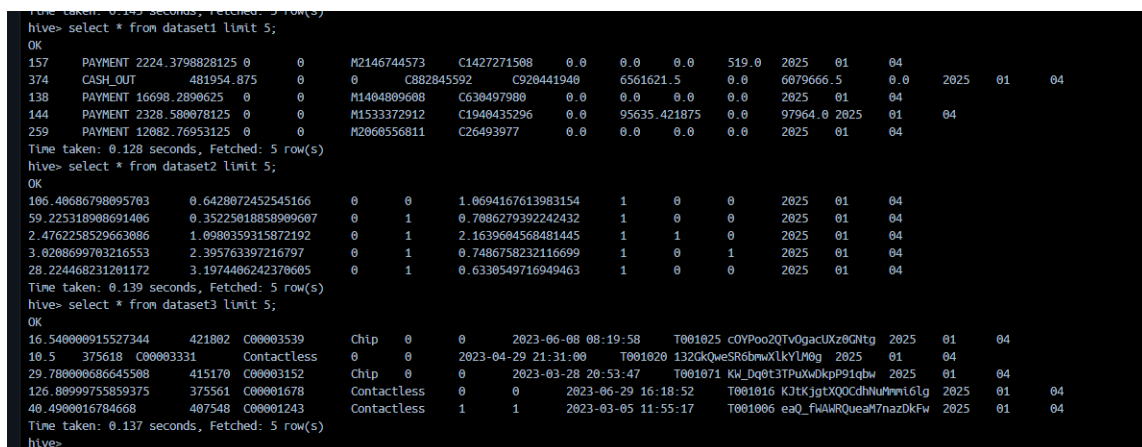 Time taken: 0.145 seconds, Fetched: 5 row(s)
hive> select * from dataset1 limit 5;
OK
157 PAYMENT 2224.3798828125 0 0 M2146744573 C1427271508 0.0 0.0 0.0 519.0 2025 01 04
374 CASH_OUT 481954.875 0 0 C882845592 C920441940 6561621.5 0.0 6079666.5 0.0 2025 01 04
138 PAYMENT 16698.2890625 0 0 M1404809608 C630497980 0.0 0.0 0.0 0.0 2025 01 04
144 PAYMENT 2328.580078125 0 0 M1533372912 C1940435296 0.0 95635.421875 0.0 97964.0 2025 01 04
259 PAYMENT 12082.76953125 0 0 M2060556811 C26493977 0.0 0.0 0.0 0.0 2025 01 04
Time taken: 0.128 seconds, Fetched: 5 row(s)
hive> select * from dataset2 limit 5;
OK
106.40686798095703 0.6428072452545166 0 0 1.0694167613983154 1 0 0 2025 01 04
59.225318908691406 0.35225018858909607 0 1 0.7086279392242432 1 0 0 2025 01 04
2.4762258529663086 1.0980359315872192 0 1 2.1639604568481445 1 1 0 2025 01 04
3.0208699703216553 2.395763397216797 0 1 0.7486758232116699 1 0 1 2025 01 04
28.224468231201172 3.1974406242370605 0 1 0.6330549716949463 1 0 0 2025 01 04
Time taken: 0.139 seconds, Fetched: 5 row(s)
hive> select * from dataset3 limit 5;
OK
16.540000915527344 421802 C00003539 Chip 0 0 2023-06-08 08:19:58 T001025 cOYPoo2QTvOgacUXz0GNtg 2025 01 04
10.5 375618 C00003331 Contactless 0 0 2023-04-29 21:31:00 T001020 132GkQweSR6bmwXlkYlM0g 2025 01 04
29.780000686645508 415170 C00003152 Chip 0 0 2023-03-28 20:53:47 T001071 KW_Dq0t3TPuXwDkpP91qbw 2025 01 04
126.80999755859375 375561 C00001678 Contactless 0 0 2023-06-29 16:18:52 T001016 KJtKjgtXQOCdhNuMmmi6lg 2025 01 04
40.4900016784668 407548 C00001243 Contactless 1 1 2023-03-05 11:55:17 T001006 eaQ_fWAWRQueaM7nazDkFw 2025 01 04
Time taken: 0.137 seconds, Fetched: 5 row(s)
hive>